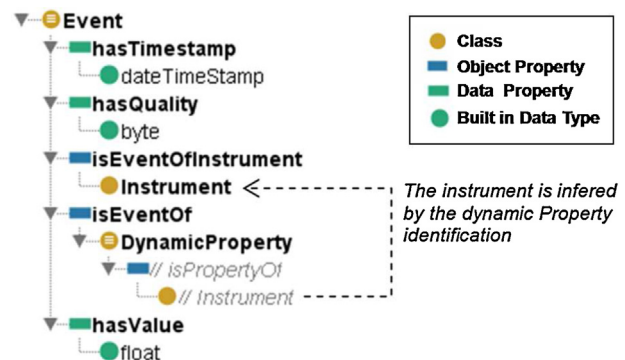 Event
hasTimestamp
dateTimeStamp
hasQuality
byte
isEventOfInstrument
Instrument
isEventOf
DynamicProperty
// isPropertyOf
// Instrument
hasValue
float
Class
Object Property
Data Property
Built in Data Type
The instrument is infered
by the dynamic Property
identification